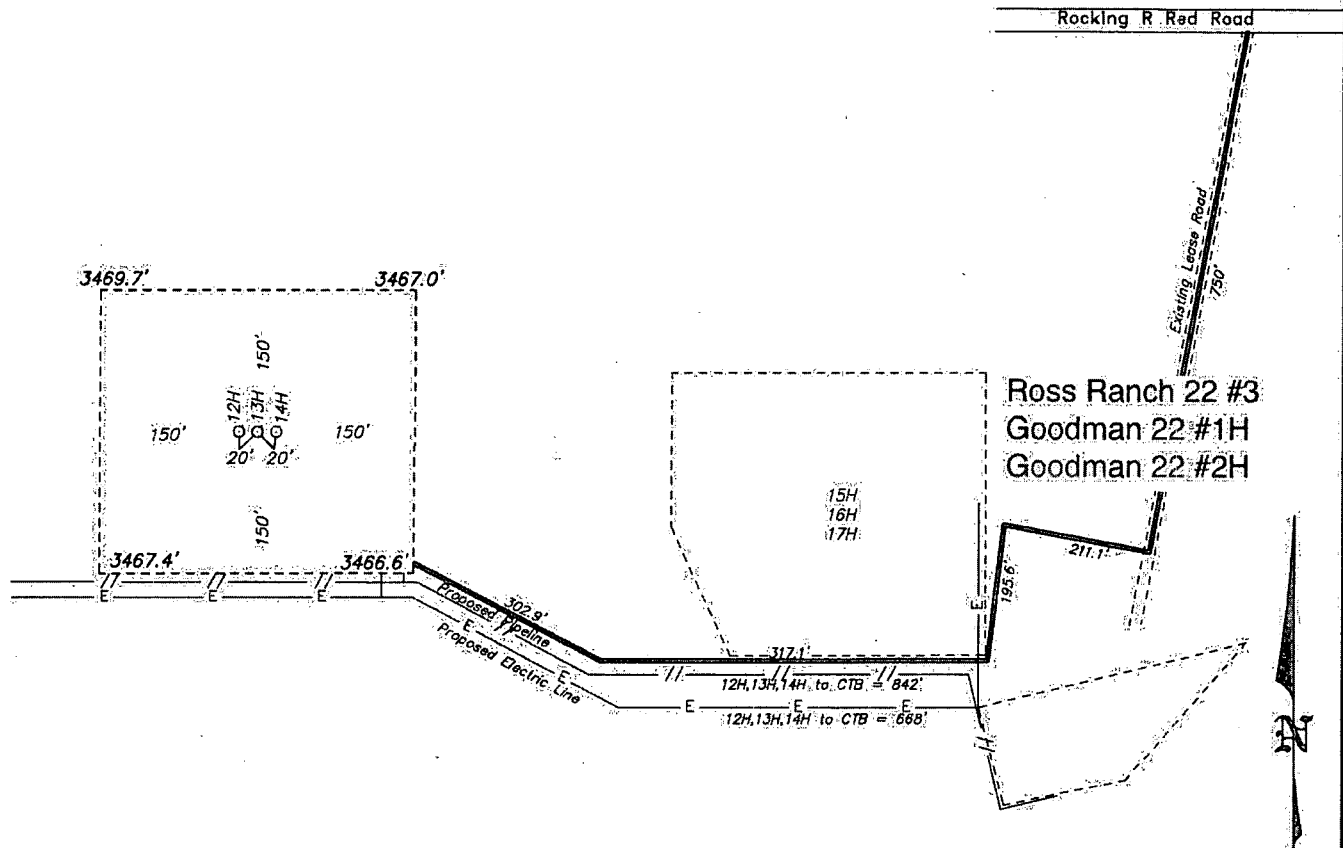 Rocking R Red Road
Existing Lease Road
750'
3469.7'
3467.0'
150'
12H
13H
14H
150'
150'
20'
20'
150'
3467.4'
3466.6'
Ross Ranch 22 #3
Goodman 22 #1H
Goodman 22 #2H
15H
16H
17H
211.1'
195.6'
E
302.9'
Proposed Pipeline
E
E
E
E
E
Proposed Electric Line
317.1'
12H,13H,14H to CTB = 842'
E
E
E
12H,13H,14H to CTB = 668'